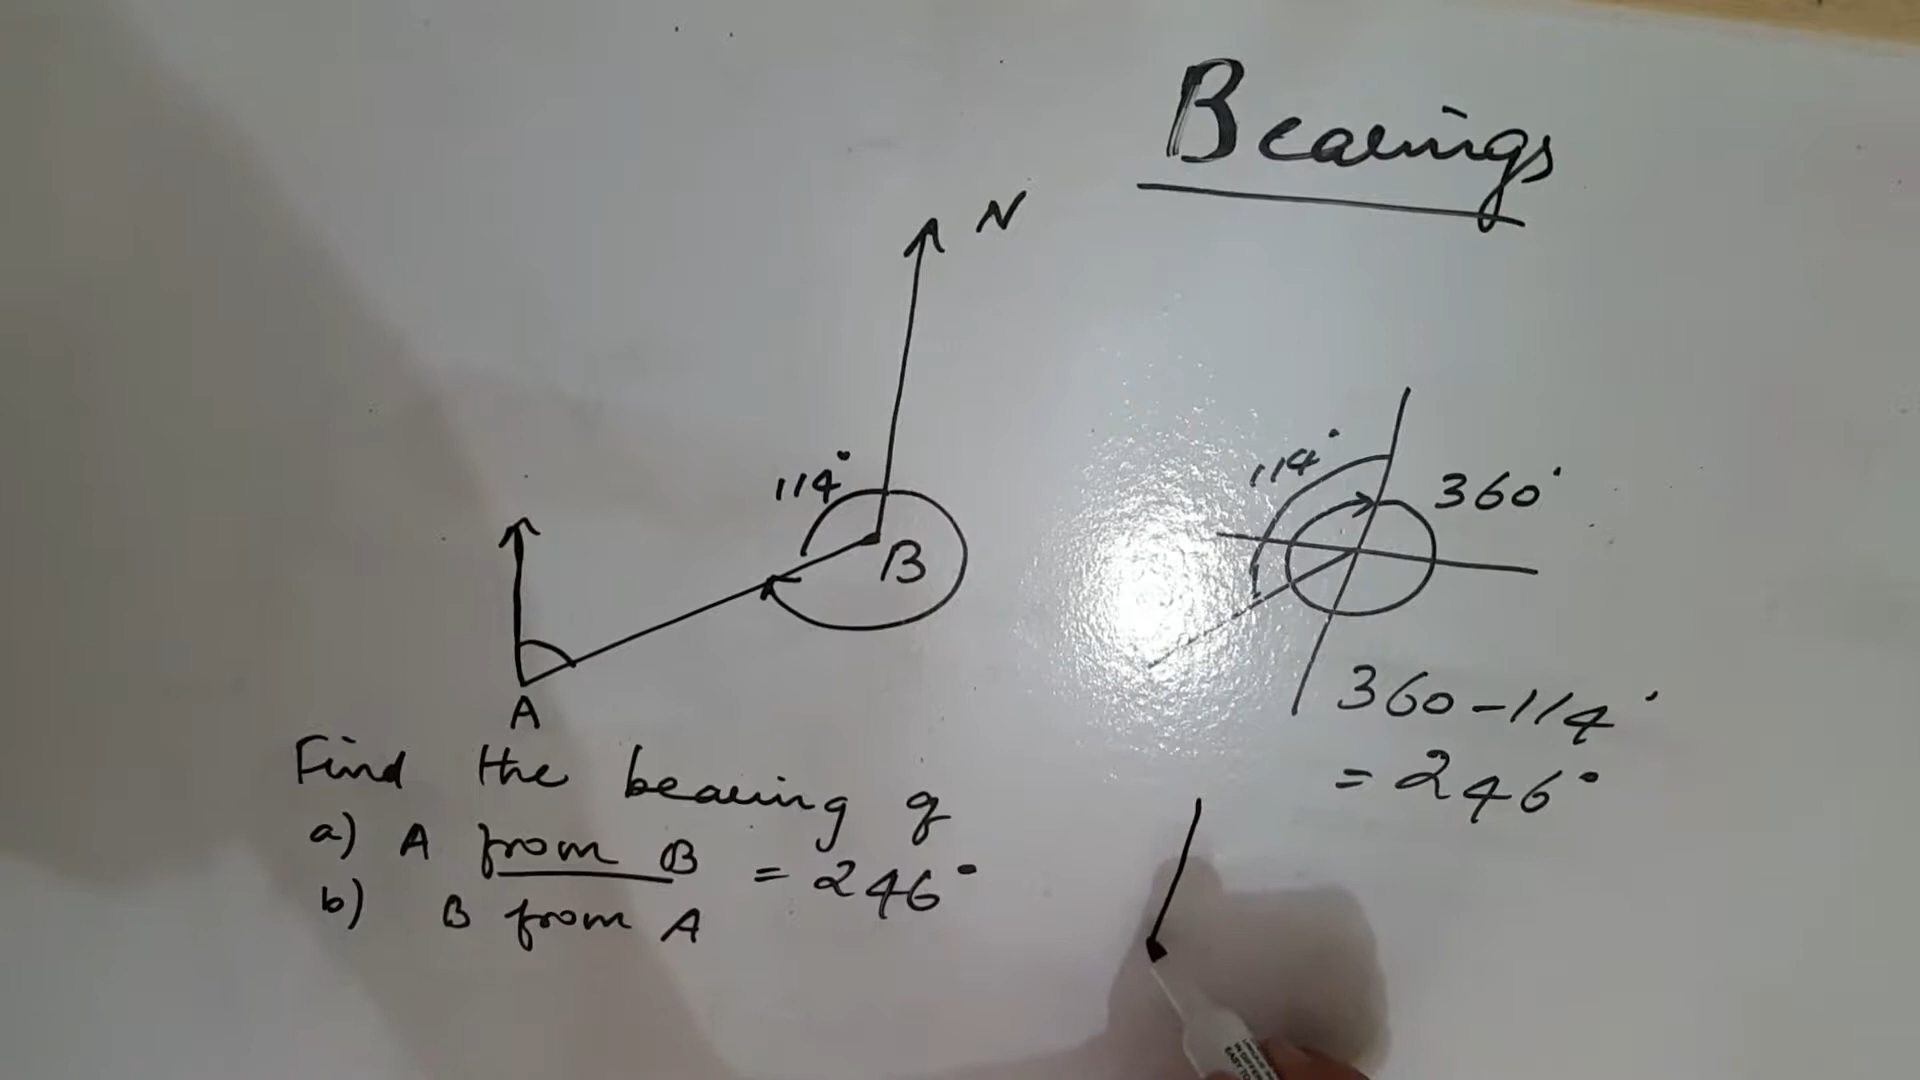 Bearings
N
114°
B
A
114°
360°
360-114°
= 246°
Find the bearing of
a) A from B = 246°
b) B from A